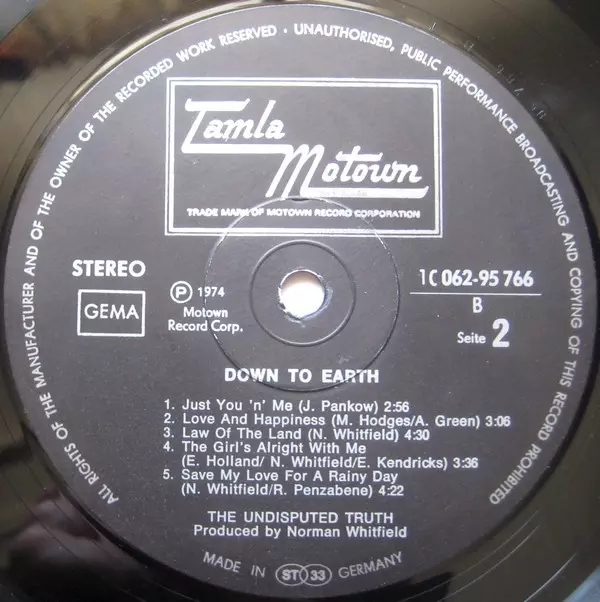 ALL RIGHTS OF THE MANUFACTURER AND OF THE OWNER OF THE RECORDED WORK RESERVED · UNAUTHORISED, PUBLIC PERFORMANCE BROADCASTING AND COPYING OF THIS RECORD PROHIBITED
Tamla
Motown
TRADE MARK OF MOTOWN RECORD CORPORATION
STEREO
GEMA
℗ 1974
Motown
Record Corp.
1C 062-95 766
B
Seite 2
DOWN TO EARTH
1. Just You 'n' Me (J. Pankow) 2:56
2. Love And Happiness (M. Hodges/A. Green) 3:06
3. Law Of The Land (N. Whitfield) 4:30
4. The Girl's Alright With Me
(E. Holland/ N. Whitfield/E. Kendricks) 3:36
5. Save My Love For A Rainy Day
(N. Whitfield/R. Penzabene) 4:22
THE UNDISPUTED TRUTH
Produced by Norman Whitfield
MADE IN ST 33 GERMANY